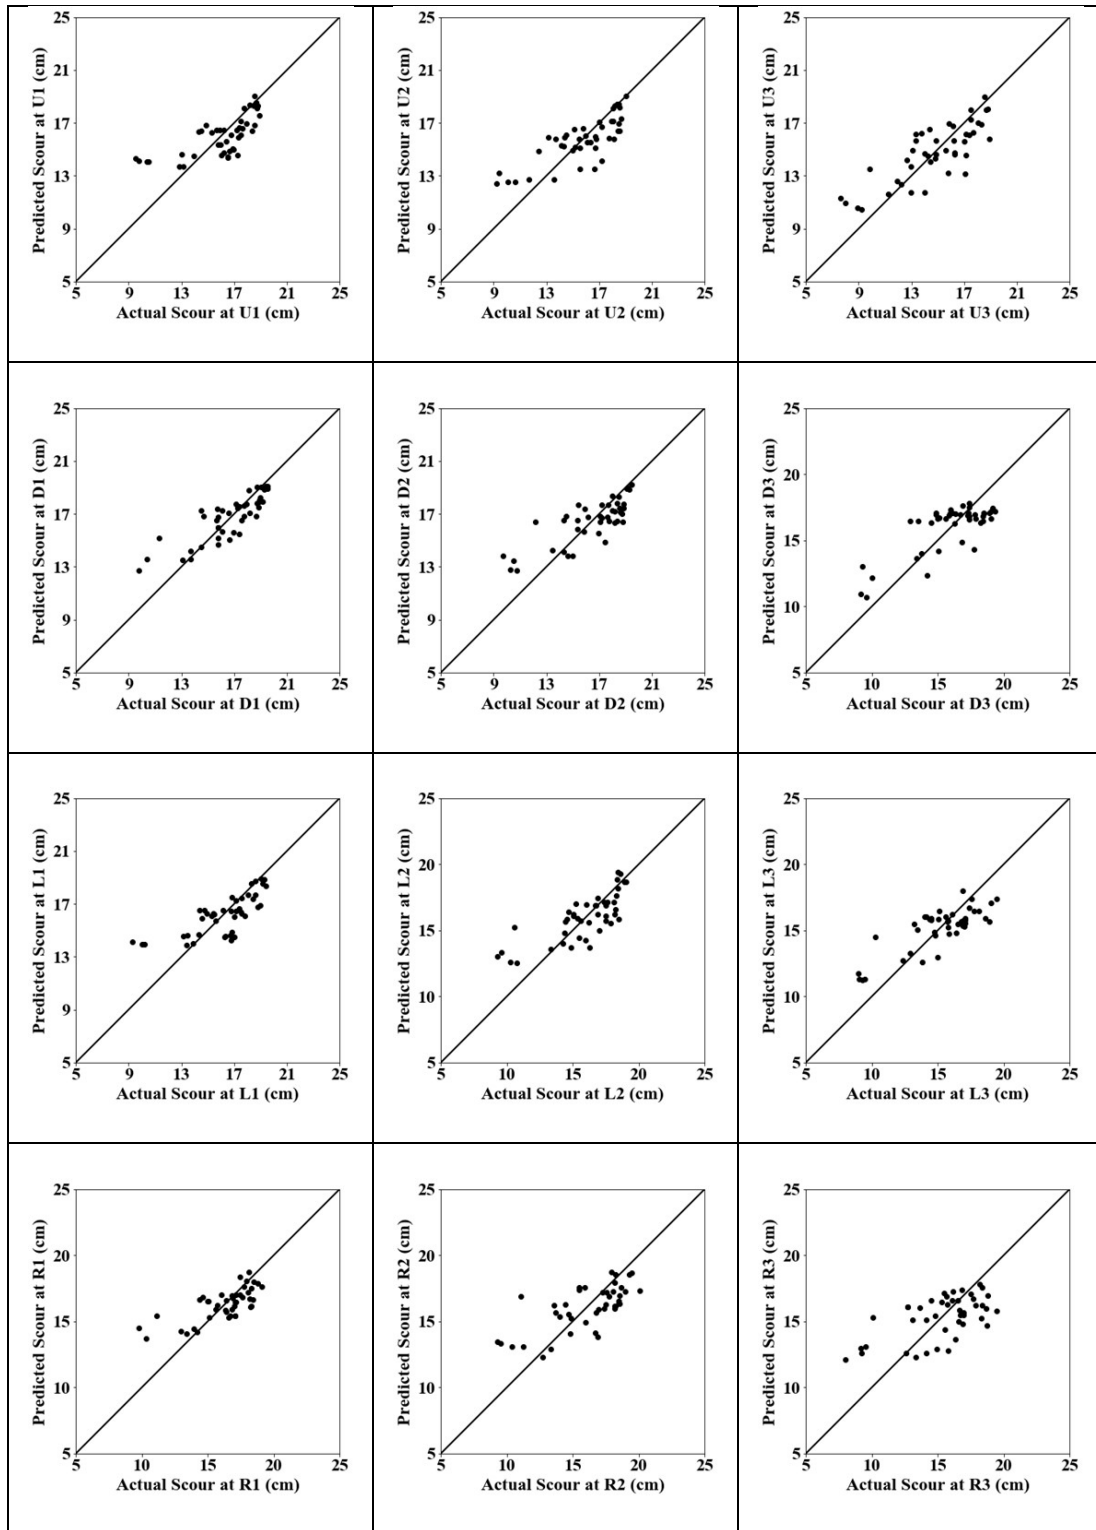 25
21
17
13
9
5
5 9 13 17 21 25
Predicted Scour at U1 (cm)
Actual Scour at U1 (cm)
25
21
17
13
9
5
5 9 13 17 21 25
Predicted Scour at U2 (cm)
Actual Scour at U2 (cm)
25
21
17
13
9
5
5 9 13 17 21 25
Predicted Scour at U3 (cm)
Actual Scour at U3 (cm)
25
21
17
13
9
5
5 9 13 17 21 25
Predicted Scour at D1 (cm)
Actual Scour at D1 (cm)
25
21
17
13
9
5
5 9 13 17 21 25
Predicted Scour at D2 (cm)
Actual Scour at D2 (cm)
25
20
15
10
5
5 10 15 20 25
Predicted Scour at D3 (cm)
Actual Scour at D3 (cm)
25
21
17
13
9
5
5 9 13 17 21 25
Predicted Scour at L1 (cm)
Actual Scour at L1 (cm)
25
20
15
10
5
5 10 15 20 25
Predicted Scour at L2 (cm)
Actual Scour at L2 (cm)
25
20
15
10
5
5 10 15 20 25
Predicted Scour at L3 (cm)
Actual Scour at L3 (cm)
25
20
15
10
5
5 10 15 20 25
Predicted Scour at R1 (cm)
Actual Scour at R1 (cm)
25
20
15
10
5
5 10 15 20 25
Predicted Scour at R2 (cm)
Actual Scour at R2 (cm)
25
20
15
10
5
5 10 15 20 25
Predicted Scour at R3 (cm)
Actual Scour at R3 (cm)